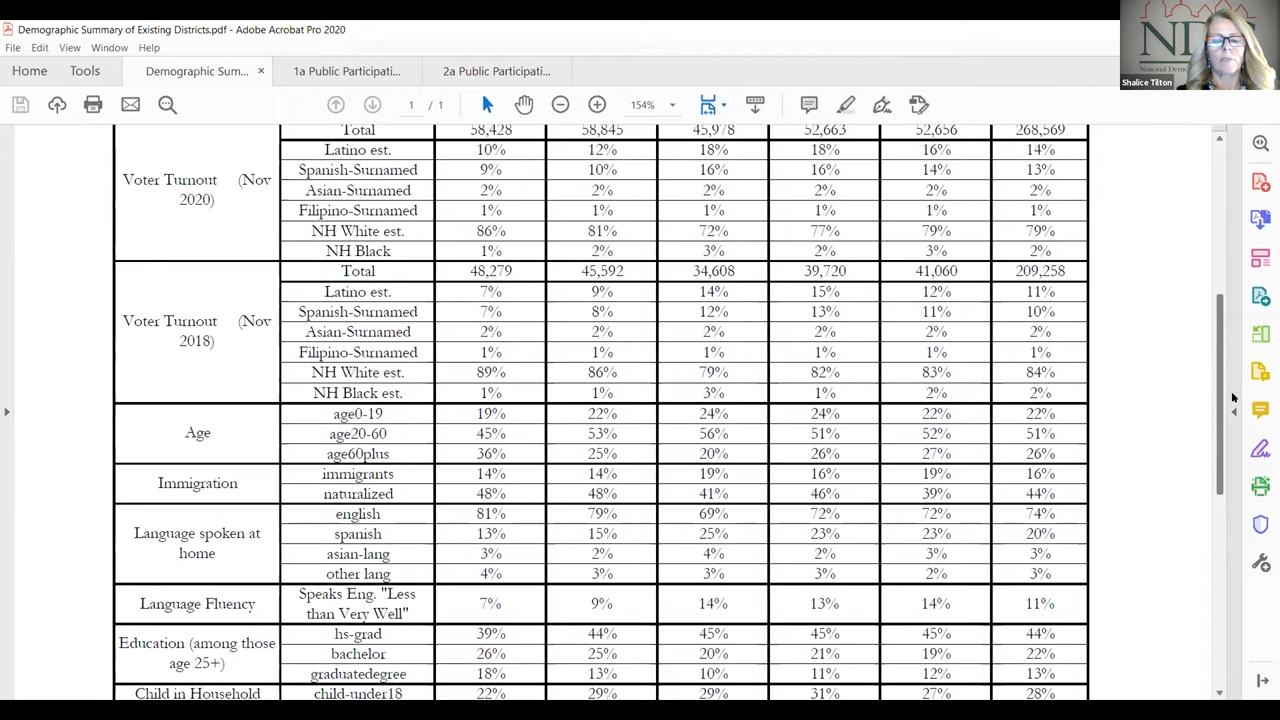 Demographic Summary of Existing Districts.pdf - Adobe Acrobat Pro 2020
File Edit View Window Help
Home Tools Demographic Sum... × 1a Public Participati... 2a Public Participati...
1 / 1 154%
Shalice Tilton
Total 58,428 58,845 45,978 52,663 52,656 268,569
Voter Turnout (Nov 2020)
Latino est. 10% 12% 18% 18% 16% 14%
Spanish-Surnamed 9% 10% 16% 16% 14% 13%
Asian-Surnamed 2% 2% 2% 2% 2% 2%
Filipino-Surnamed 1% 1% 1% 1% 1% 1%
NH White est. 86% 81% 72% 77% 79% 79%
NH Black 1% 2% 3% 2% 3% 2%
Voter Turnout (Nov 2018)
Total 48,279 45,592 34,608 39,720 41,060 209,258
Latino est. 7% 9% 14% 15% 12% 11%
Spanish-Surnamed 7% 8% 12% 13% 11% 10%
Asian-Surnamed 2% 2% 2% 2% 2% 2%
Filipino-Surnamed 1% 1% 1% 1% 1% 1%
NH White est. 89% 86% 79% 82% 83% 84%
NH Black est. 1% 1% 3% 1% 2% 2%
Age
age0-19 19% 22% 24% 24% 22% 22%
age20-60 45% 53% 56% 51% 52% 51%
age60plus 36% 25% 20% 26% 27% 26%
Immigration
immigrants 14% 14% 19% 16% 19% 16%
naturalized 48% 48% 41% 46% 39% 44%
Language spoken at home
english 81% 79% 69% 72% 72% 74%
spanish 13% 15% 25% 23% 23% 20%
asian-lang 3% 2% 4% 2% 3% 3%
other lang 4% 3% 3% 3% 2% 3%
Language Fluency
Speaks Eng. "Less than Very Well" 7% 9% 14% 13% 14% 11%
Education (among those age 25+)
hs-grad 39% 44% 45% 45% 45% 44%
bachelor 26% 25% 20% 21% 19% 22%
graduatedegree 18% 13% 10% 11% 12% 13%
Child in Household child-under18 22% 29% 29% 31% 27% 28%